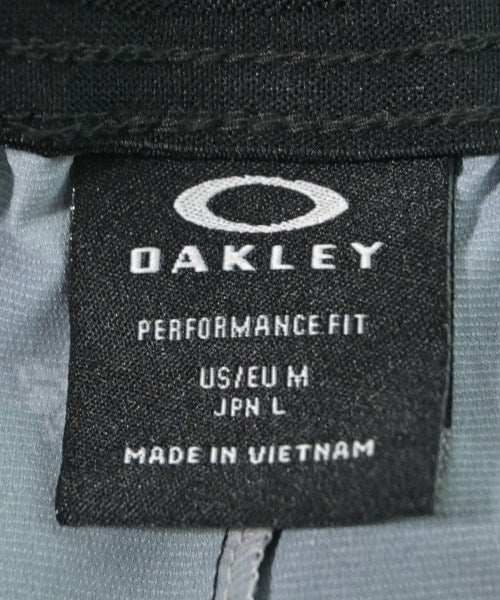 OAKLEY
PERFORMANCE FIT
US/EU M
JPN L
MADE IN VIETNAM